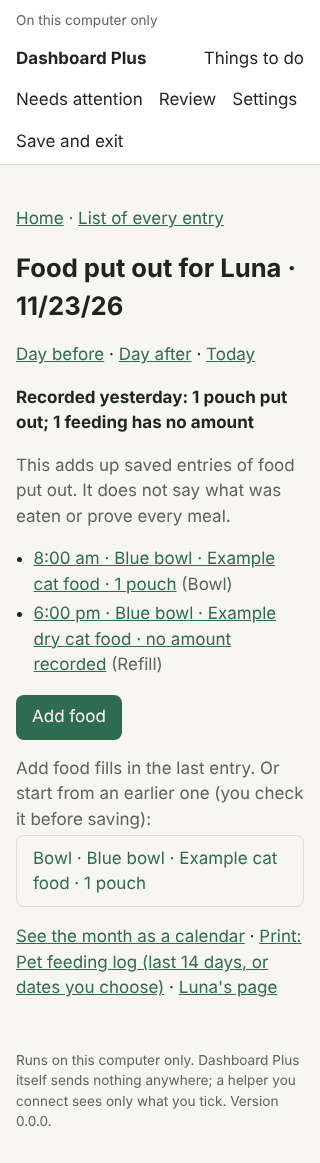 On this computer only
Dashboard Plus
Things to do
Needs attention Review Settings
Save and exit
Home · List of every entry
Food put out for Luna ·
11/23/26
Day before · Day after · Today
Recorded yesterday: 1 pouch put
out; 1 feeding has no amount
This adds up saved entries of food
put out. It does not say what was
eaten or prove every meal.
• 8:00 am · Blue bowl · Example
cat food · 1 pouch (Bowl)
• 6:00 pm · Blue bowl · Example
dry cat food · no amount
recorded (Refill)
Add food
Add food fills in the last entry. Or
start from an earlier one (you check
it before saving):
Bowl · Blue bowl · Example cat
food · 1 pouch
See the month as a calendar · Print:
Pet feeding log (last 14 days, or
dates you choose) · Luna's page
Runs on this computer only. Dashboard Plus
itself sends nothing anywhere; a helper you
connect sees only what you tick. Version
0.0.0.